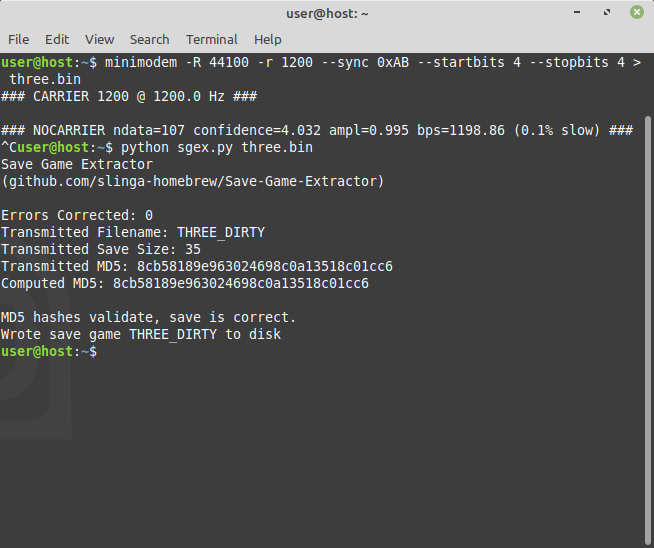 user@host: ~
File Edit View Search Terminal Help
user@host:~$ minimodem -R 44100 -r 1200 --sync 0xAB --startbits 4 --stopbits 4 >
 three.bin
### CARRIER 1200 @ 1200.0 Hz ###
### NOCARRIER ndata=107 confidence=4.032 ampl=0.995 bps=1198.86 (0.1% slow) ###
^Cuser@host:~$ python sgex.py three.bin
Save Game Extractor
(github.com/slinga-homebrew/Save-Game-Extractor)
Errors Corrected: 0
Transmitted Filename: THREE_DIRTY
Transmitted Save Size: 35
Transmitted MD5: 8cb58189e963024698c0a13518c01cc6
Computed MD5: 8cb58189e963024698c0a13518c01cc6
MD5 hashes validate, save is correct.
Wrote save game THREE_DIRTY to disk
user@host:~$